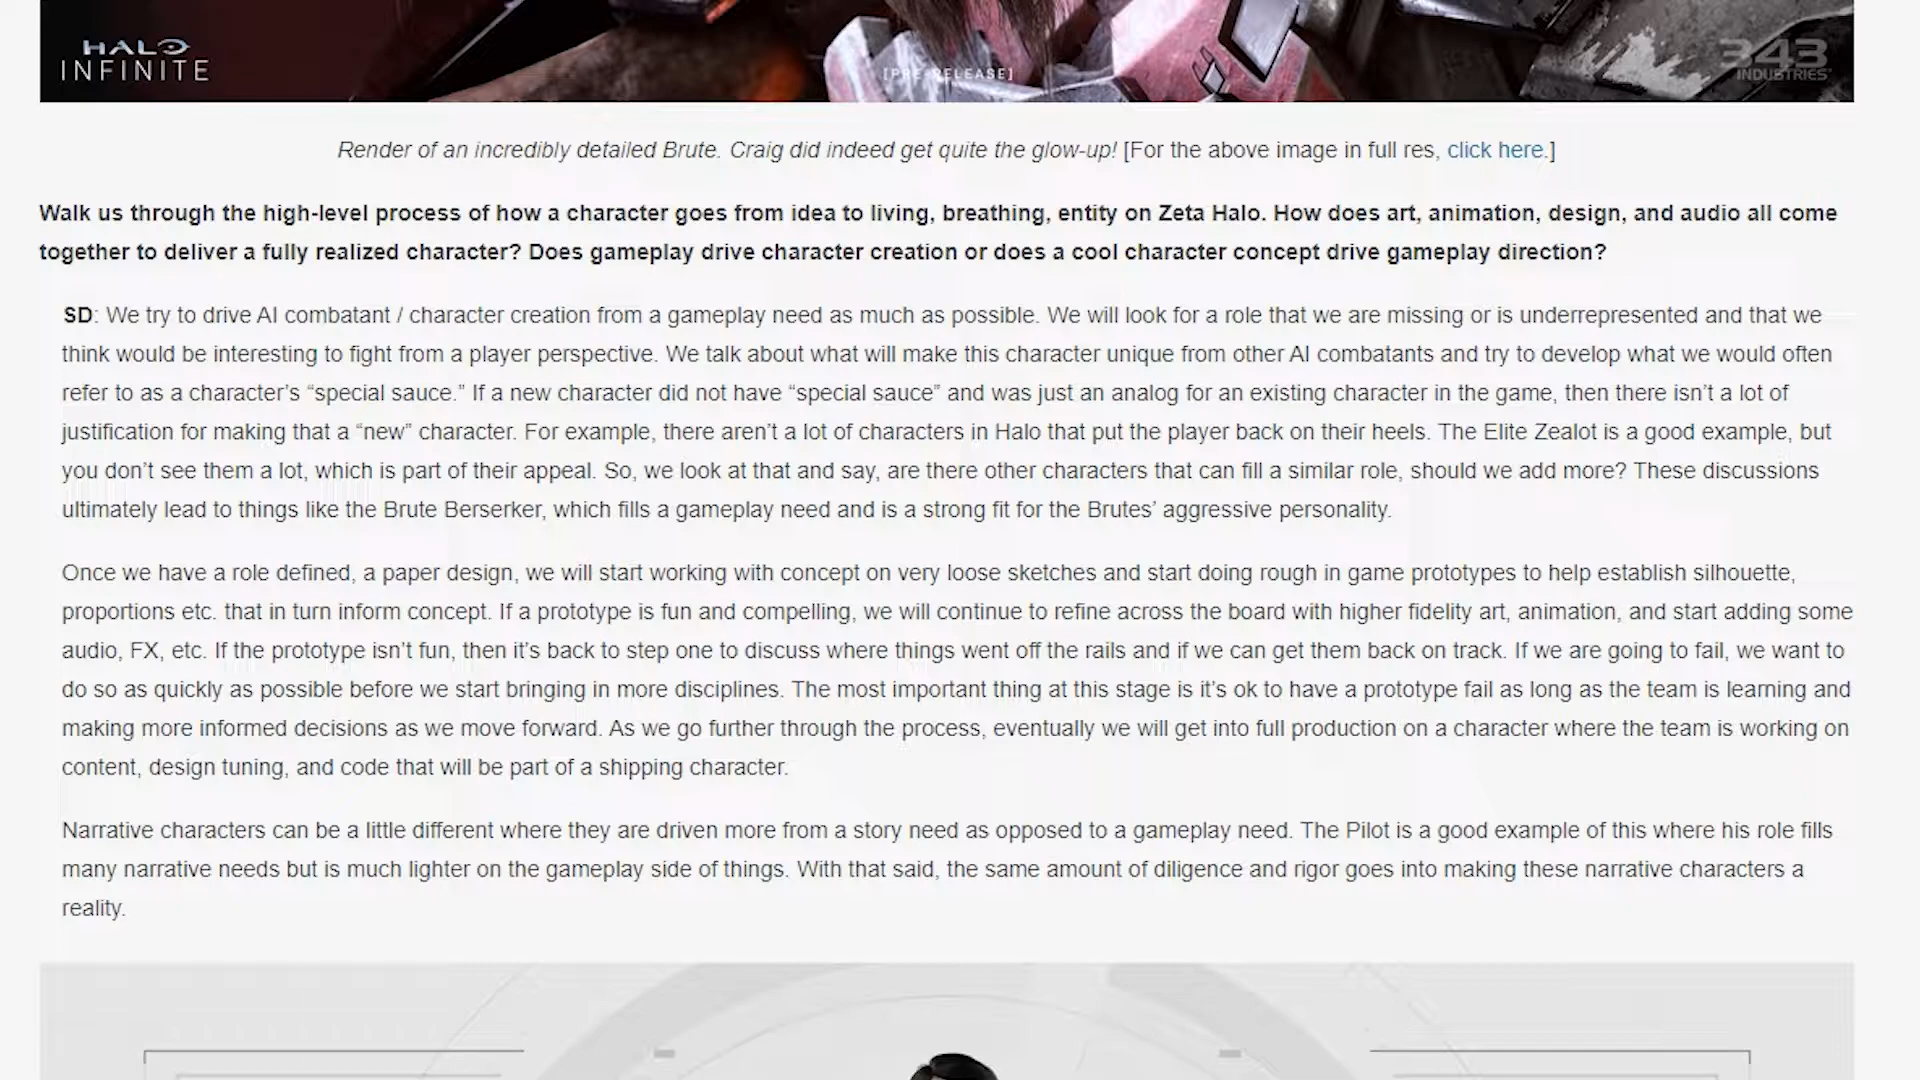 HALO
INFINITE
[PRE-RELEASE]
343
INDUSTRIES
Render of an incredibly detailed Brute. Craig did indeed get quite the glow-up! [For the above image in full res, click here.]
Walk us through the high-level process of how a character goes from idea to living, breathing, entity on Zeta Halo. How does art, animation, design, and audio all come
together to deliver a fully realized character? Does gameplay drive character creation or does a cool character concept drive gameplay direction?
SD: We try to drive AI combatant / character creation from a gameplay need as much as possible. We will look for a role that we are missing or is underrepresented and that we
think would be interesting to fight from a player perspective. We talk about what will make this character unique from other AI combatants and try to develop what we would often
refer to as a character’s “special sauce.” If a new character did not have “special sauce” and was just an analog for an existing character in the game, then there isn’t a lot of
justification for making that a “new” character. For example, there aren’t a lot of characters in Halo that put the player back on their heels. The Elite Zealot is a good example, but
you don’t see them a lot, which is part of their appeal. So, we look at that and say, are there other characters that can fill a similar role, should we add more? These discussions
ultimately lead to things like the Brute Berserker, which fills a gameplay need and is a strong fit for the Brutes’ aggressive personality.
Once we have a role defined, a paper design, we will start working with concept on very loose sketches and start doing rough in game prototypes to help establish silhouette,
proportions etc. that in turn inform concept. If a prototype is fun and compelling, we will continue to refine across the board with higher fidelity art, animation, and start adding some
audio, FX, etc. If the prototype isn’t fun, then it’s back to step one to discuss where things went off the rails and if we can get them back on track. If we are going to fail, we want to
do so as quickly as possible before we start bringing in more disciplines. The most important thing at this stage is it’s ok to have a prototype fail as long as the team is learning and
making more informed decisions as we move forward. As we go further through the process, eventually we will get into full production on a character where the team is working on
content, design tuning, and code that will be part of a shipping character.
Narrative characters can be a little different where they are driven more from a story need as opposed to a gameplay need. The Pilot is a good example of this where his role fills
many narrative needs but is much lighter on the gameplay side of things. With that said, the same amount of diligence and rigor goes into making these narrative characters a
reality.